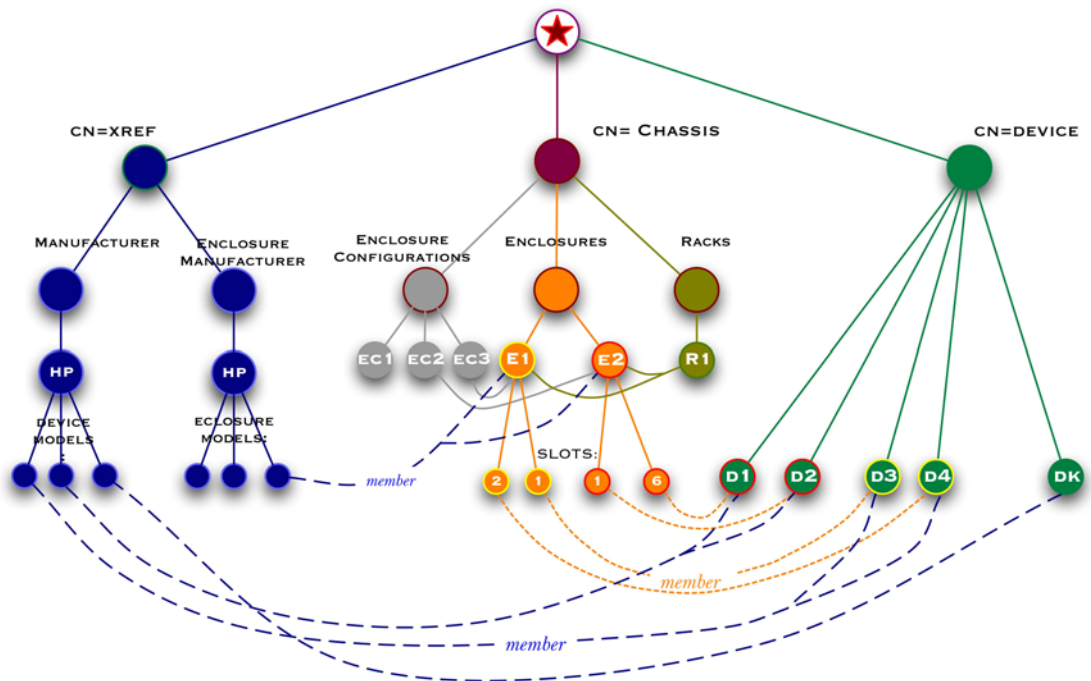 CN=XREF
CN= CHASSIS
CN=DEVICE
MANUFACTURER
ENCLOSURE
MANUFACTURER
ENCLOSURE
CONFIGURATIONS
ENCLOSURES
RACKS
HP
HP
EC1
EC2
EC3
E1
E2
R1
DEVICE
MODELS
:
ECLOSURE
MODELS:
SLOTS:
member
2
1
1
6
D1
D2
D3
D4
DK
member
member